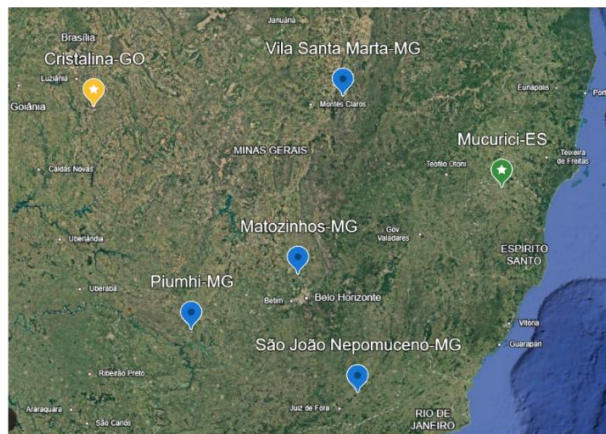 Januária
Brasília
Vila Santa Marta-MG
Cristalina-GO
Luziânia
Goiânia
Montes Claros
Eunápolis
Port
Mucurici-ES
MINAS GERAIS
Teófilo Otoni
Teixeira
de Freitas
Caldas Novas
Matozinhos-MG
Gov.
Valadares
Uberlândia
ESPÍRITO
SANTO
Piumhi-MG
Uberaba
Betim
Belo Horizonte
Vitória
São João Nepomuceno-MG
Guarapari
Ribeirão Preto
Araraquara
Juiz de Fora
RIO DE
JANEIRO
São Carlos